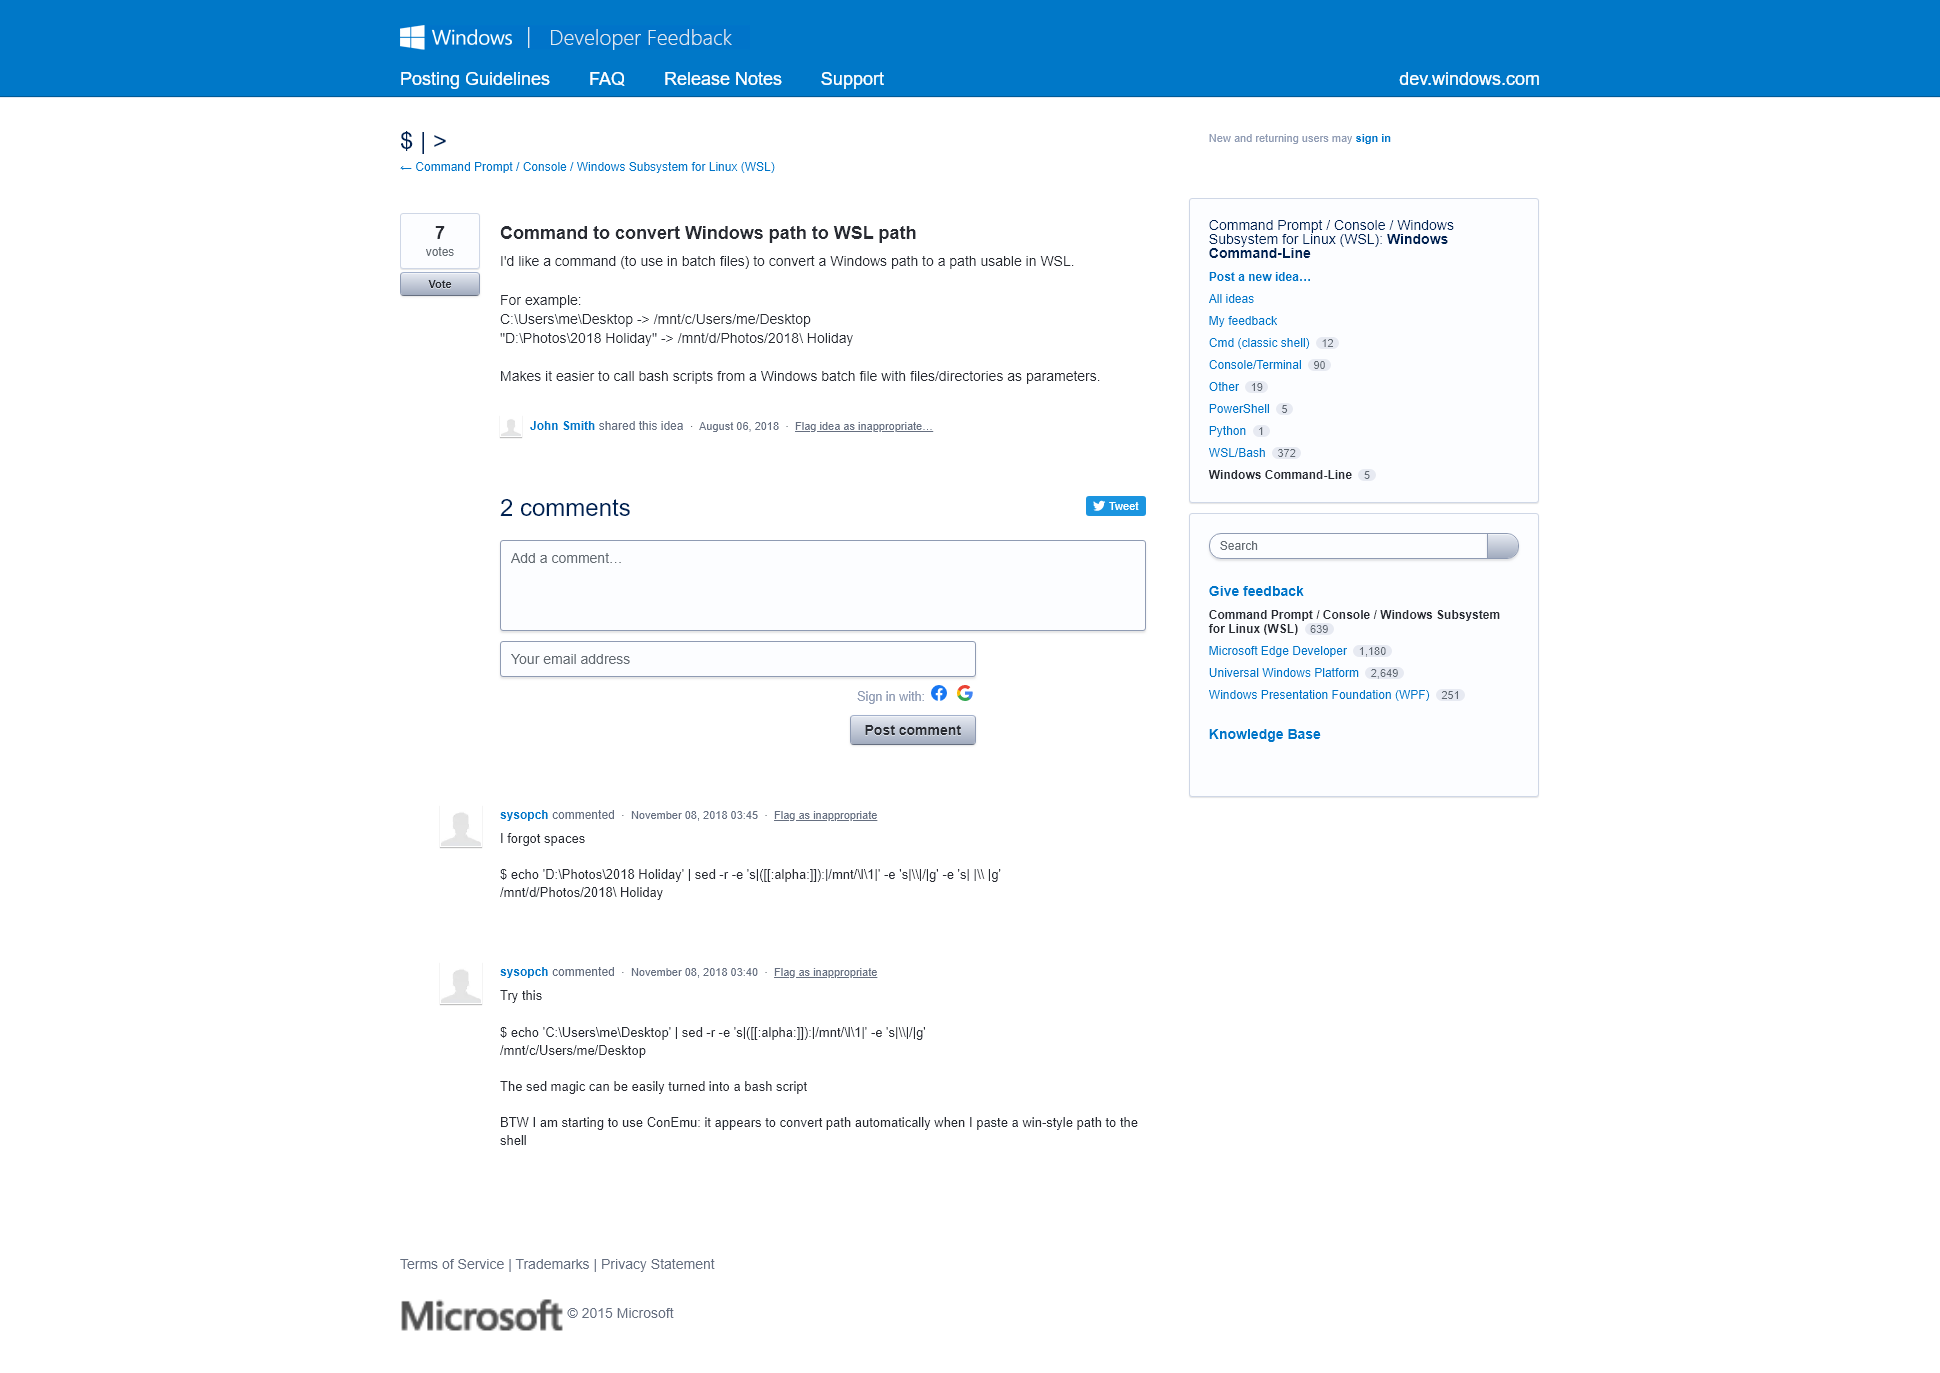 Windows | Developer Feedback
Posting Guidelines FAQ Release Notes Support dev.windows.com
$ | >
← Command Prompt / Console / Windows Subsystem for Linux (WSL)
New and returning users may sign in
7
votes
Vote
Command to convert Windows path to WSL path
I'd like a command (to use in batch files) to convert a Windows path to a path usable in WSL.
For example:
C:\Users\me\Desktop -> /mnt/c/Users/me/Desktop
"D:\Photos\2018 Holiday" -> /mnt/d/Photos/2018\ Holiday
Makes it easier to call bash scripts from a Windows batch file with files/directories as parameters.
John Smith shared this idea · August 06, 2018 · Flag idea as inappropriate…
2 comments
Tweet
Add a comment…
Your email address
Sign in with:
Post comment
sysopch commented · November 08, 2018 03:45 · Flag as inappropriate
I forgot spaces
$ echo 'D:\Photos\2018 Holiday' | sed -r -e 's|([[:alpha:]]):|/mnt/\l\1|' -e 's|\\|/|g' -e 's| |\\ |g'
/mnt/d/Photos/2018\ Holiday
sysopch commented · November 08, 2018 03:40 · Flag as inappropriate
Try this
$ echo 'C:\Users\me\Desktop' | sed -r -e 's|([[:alpha:]]):|/mnt/\l\1|' -e 's|\\|/|g'
/mnt/c/Users/me/Desktop
The sed magic can be easily turned into a bash script
BTW I am starting to use ConEmu: it appears to convert path automatically when I paste a win-style path to the
shell
Command Prompt / Console / Windows
Subsystem for Linux (WSL): Windows
Command-Line
Post a new idea…
All ideas
My feedback
Cmd (classic shell) 12
Console/Terminal 90
Other 19
PowerShell 5
Python 1
WSL/Bash 372
Windows Command-Line 5
Search
Give feedback
Command Prompt / Console / Windows Subsystem
for Linux (WSL) 639
Microsoft Edge Developer 1,180
Universal Windows Platform 2,649
Windows Presentation Foundation (WPF) 251
Knowledge Base
Terms of Service | Trademarks | Privacy Statement
Microsoft © 2015 Microsoft